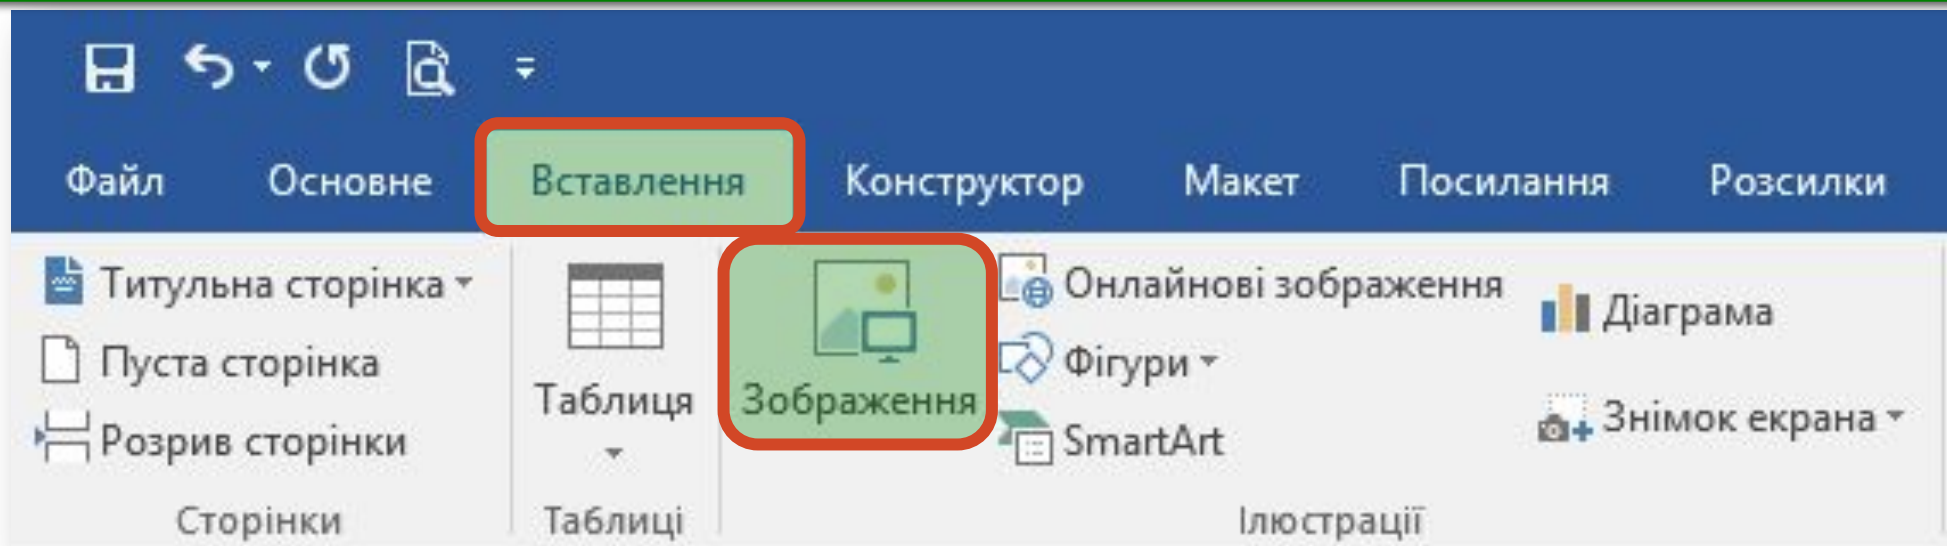 Файл Основне Вставлення Конструктор Макет Посилання Розсилки
Титульна сторінка
Пуста сторінка
Розрив сторінки
Сторінки
Таблиця
Таблиці
Зображення
Онлайнові зображення
Фігури
SmartArt
Діаграма
Знімок екрана
Ілюстрації